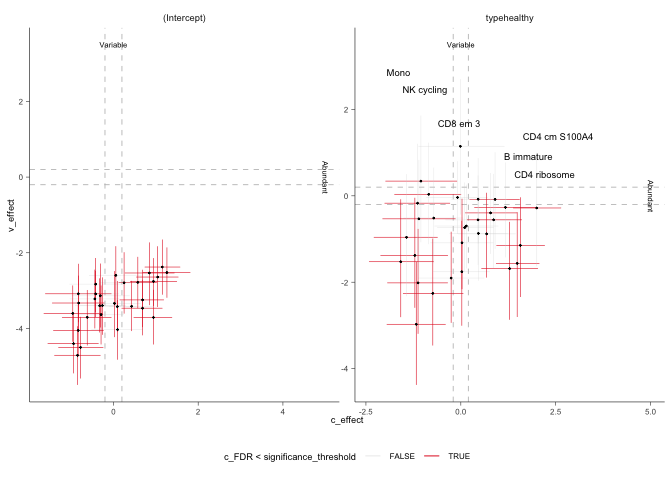 (Intercept)
typehealthy
Variable
Variable
Mono
NK cycling
CD8 em 3
CD4 cm S100A4
B immature
CD4 ribosome
Abundant
Abundant
v_effect
2
0
-2
-4
2
0
-2
-4
0
2
4
-2.5
0.0
2.5
5.0
c_effect
c_FDR < significance_threshold
FALSE
TRUE